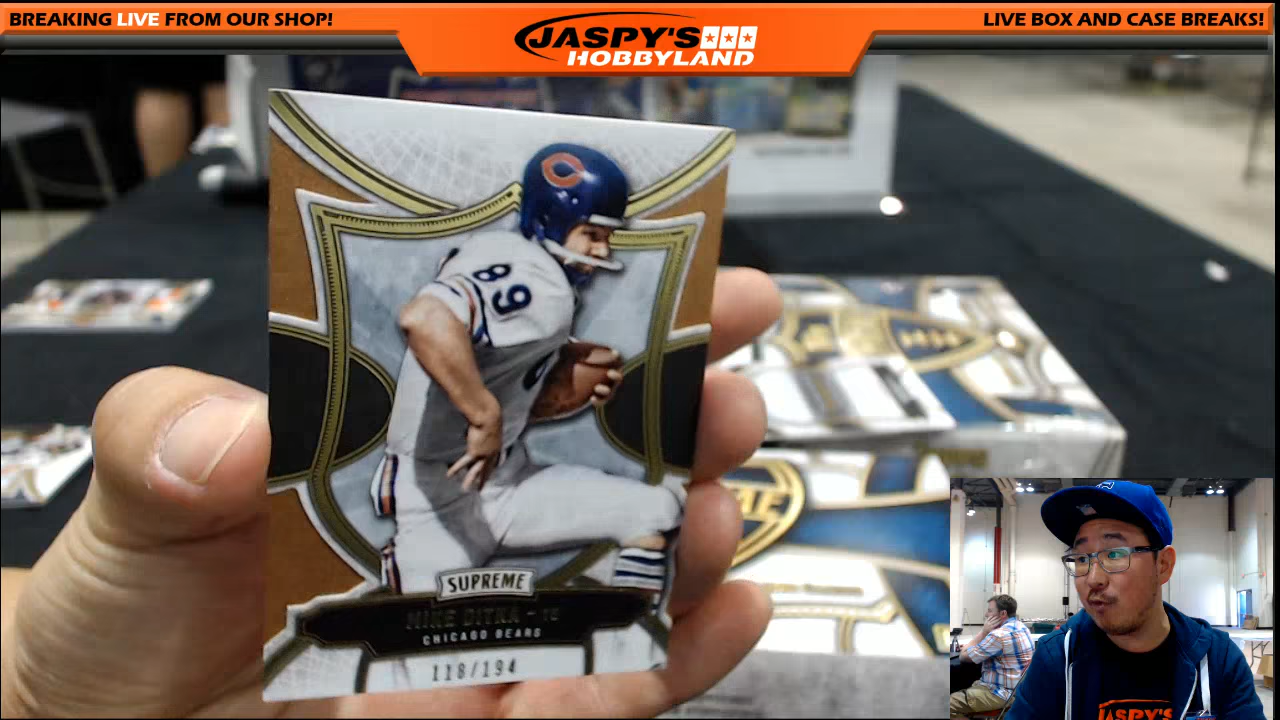 BREAKING LIVE FROM OUR SHOP!
JASPY'S
HOBBYLAND
LIVE BOX AND CASE BREAKS!
89
SUPREME
MIKE DITKA - TE
CHICAGO BEARS
118/194
JASPY'S